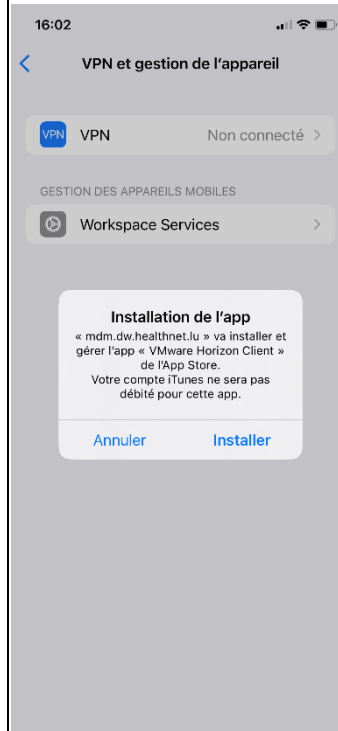 16:02
VPN et gestion de l'appareil
VPN VPN Non connecté
GESTION DES APPAREILS MOBILES
Workspace Services
Installation de l'app
« mdm.dw.healthnet.lu » va installer et
gérer l'app « VMware Horizon Client »
de l'App Store.
Votre compte iTunes ne sera pas
débité pour cette app.
Annuler Installer